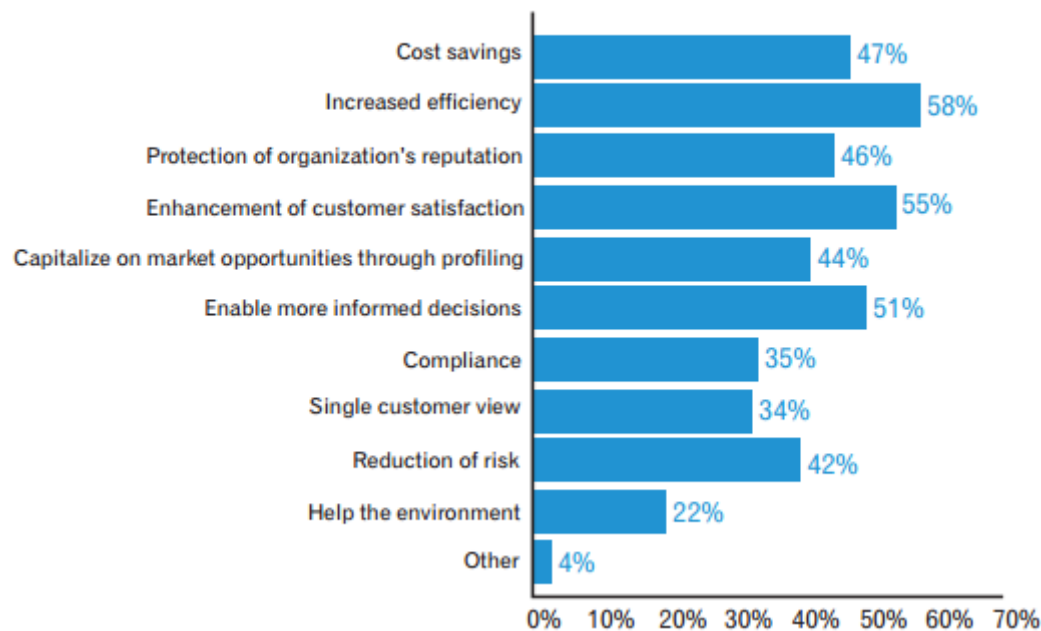 Cost savings 47%
Increased efficiency 58%
Protection of organization's reputation 46%
Enhancement of customer satisfaction 55%
Capitalize on market opportunities through profiling 44%
Enable more informed decisions 51%
Compliance 35%
Single customer view 34%
Reduction of risk 42%
Help the environment 22%
Other 4%
0% 10% 20% 30% 40% 50% 60% 70%